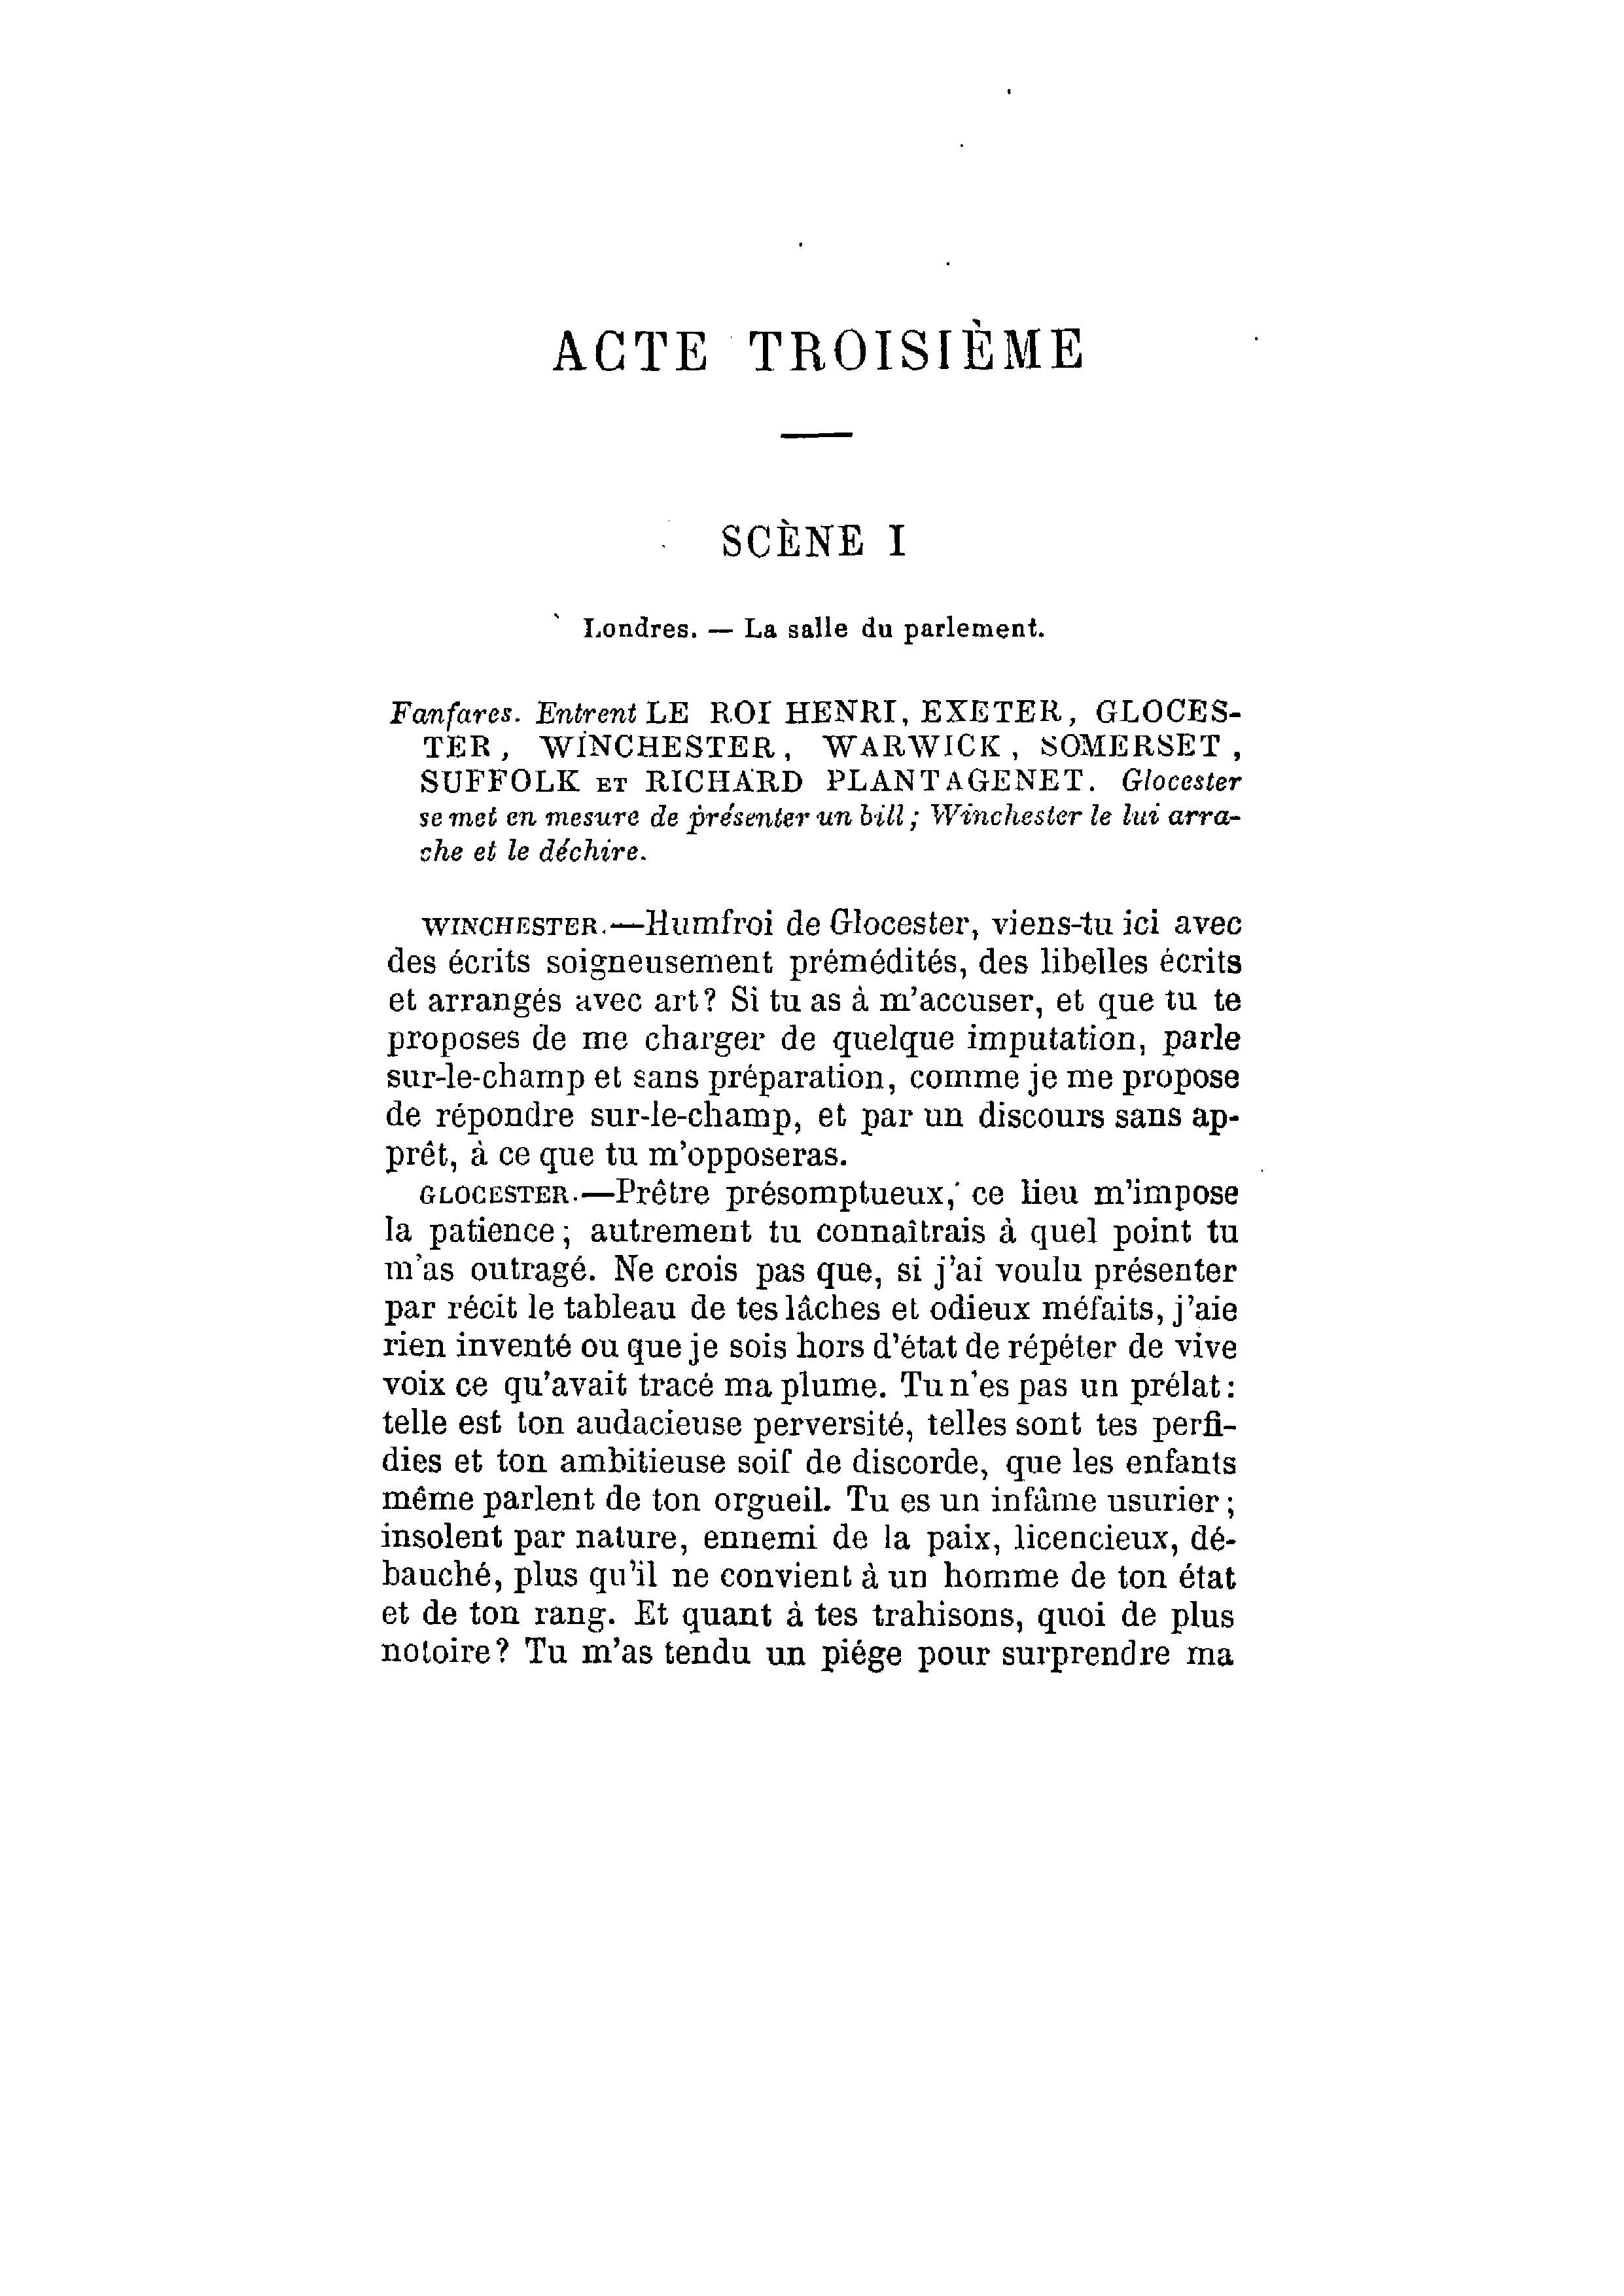 ACTE TROISIÈME
SCÈNE I
Londres. — La salle du parlement.
Fanfares. Entrent LE ROI HENRI, EXETER, GLOCES-
TER, WINCHESTER, WARWICK, SOMERSET,
SUFFOLK ET RICHARD PLANTAGENET. Glocester
se met en mesure de présenter un bill; Winchester le lui arra-
che et le déchire.
WINCHESTER.—Humfroi de Glocester, viens-tu ici avec
des écrits soigneusement prémédités, des libelles écrits
et arrangés avec art? Si tu as à m'accuser, et que tu te
proposes de me charger de quelque imputation, parle
sur-le-champ et sans préparation, comme je me propose
de répondre sur-le-champ, et par un discours sans ap-
prêt, à ce que tu m'opposeras.
GLOCESTER.—Prêtre présomptueux, ce lieu m'impose
la patience; autrement tu connaîtrais à quel point tu
m'as outragé. Ne crois pas que, si j'ai voulu présenter
par récit le tableau de tes lâches et odieux méfaits, j'aie
rien inventé ou que je sois hors d'état de répéter de vive
voix ce qu'avait tracé ma plume. Tu n'es pas un prélat:
telle est ton audacieuse perversité, telles sont tes perfi-
dies et ton ambitieuse soif de discorde, que les enfants
même parlent de ton orgueil. Tu es un infâme usurier;
insolent par nature, ennemi de la paix, licencieux, dé-
bauché, plus qu'il ne convient à un homme de ton état
et de ton rang. Et quant à tes trahisons, quoi de plus
notoire? Tu m'as tendu un piége pour surprendre ma